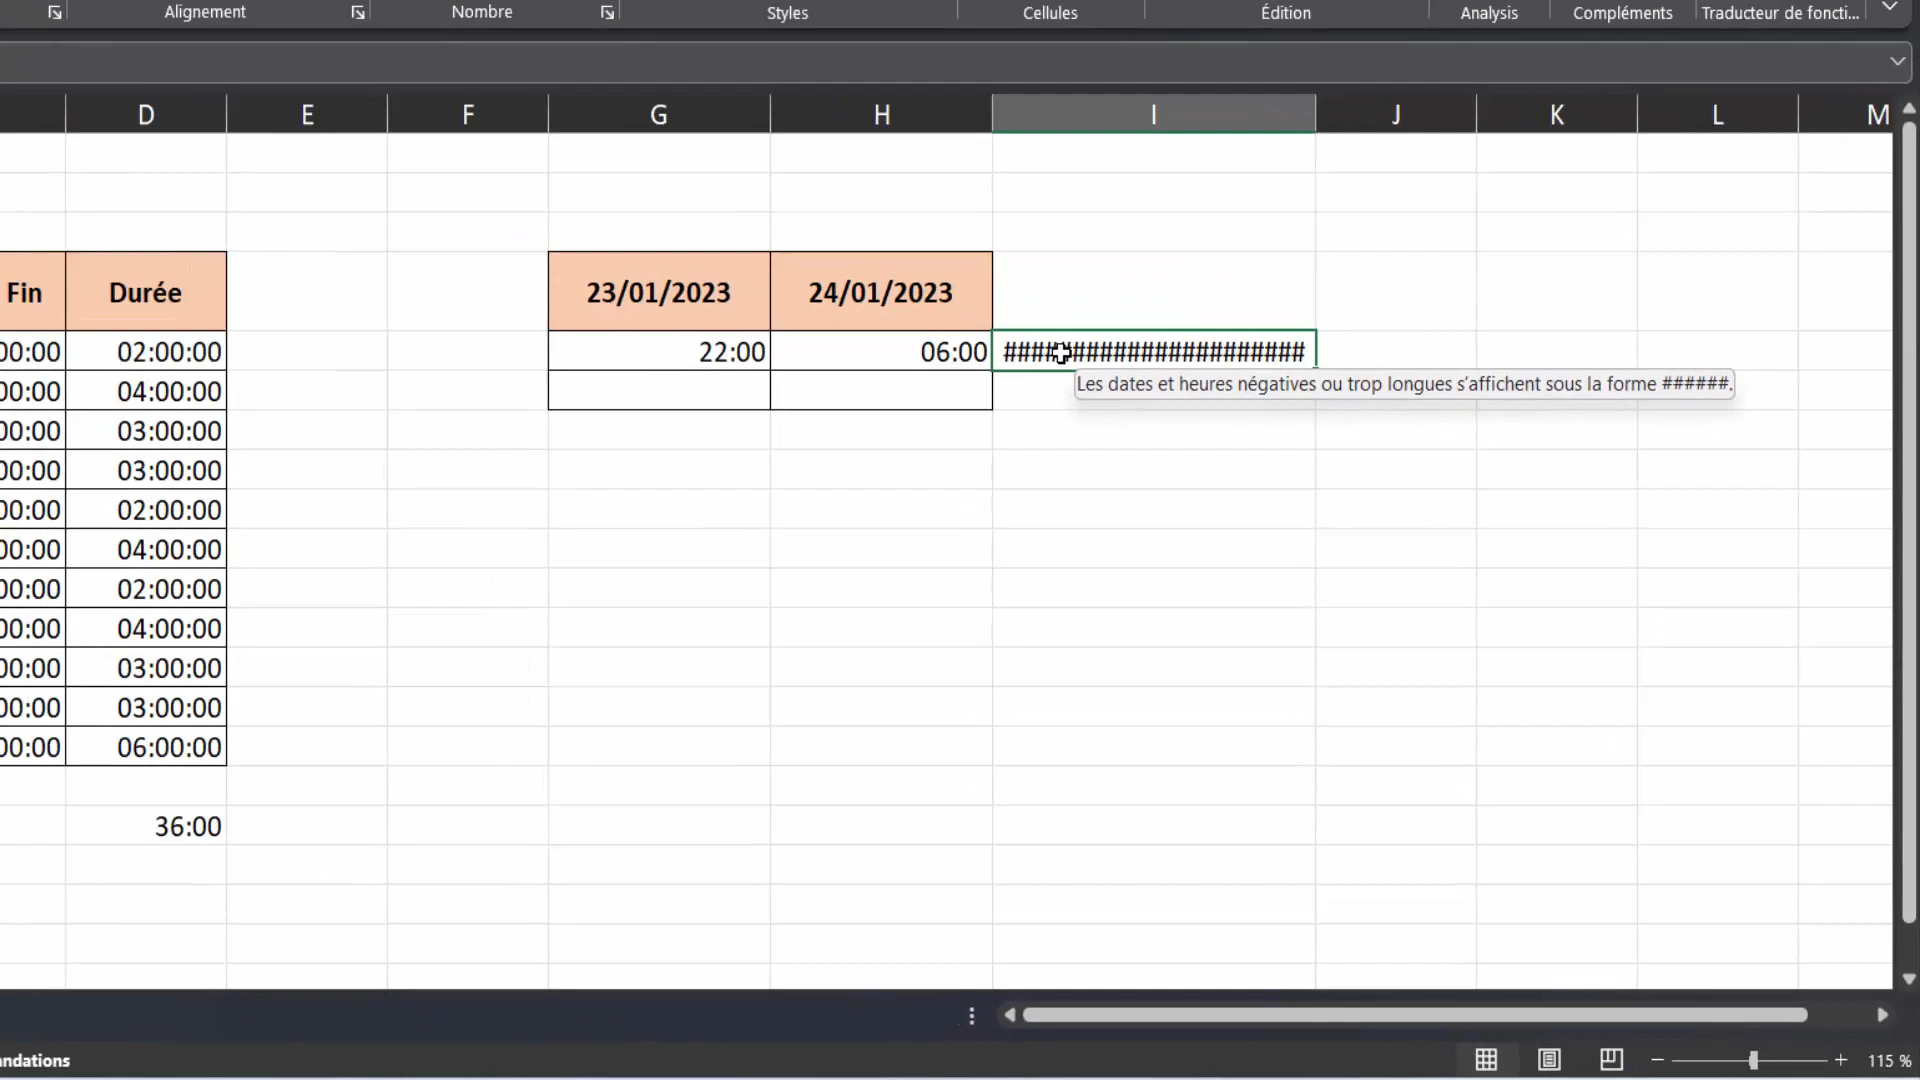 Alignement Nombre Styles Cellules Édition Analysis Compléments Traducteur de foncti...
D E F G H I J K L M
Fin Durée 23/01/2023 24/01/2023
00:00 02:00:00 22:00 06:00 #####################
Les dates et heures négatives ou trop longues s’affichent sous la forme ######.
00:00 04:00:00
00:00 03:00:00
00:00 03:00:00
00:00 02:00:00
00:00 04:00:00
00:00 02:00:00
00:00 04:00:00
00:00 03:00:00
00:00 03:00:00
00:00 06:00:00
36:00
andations 115 %